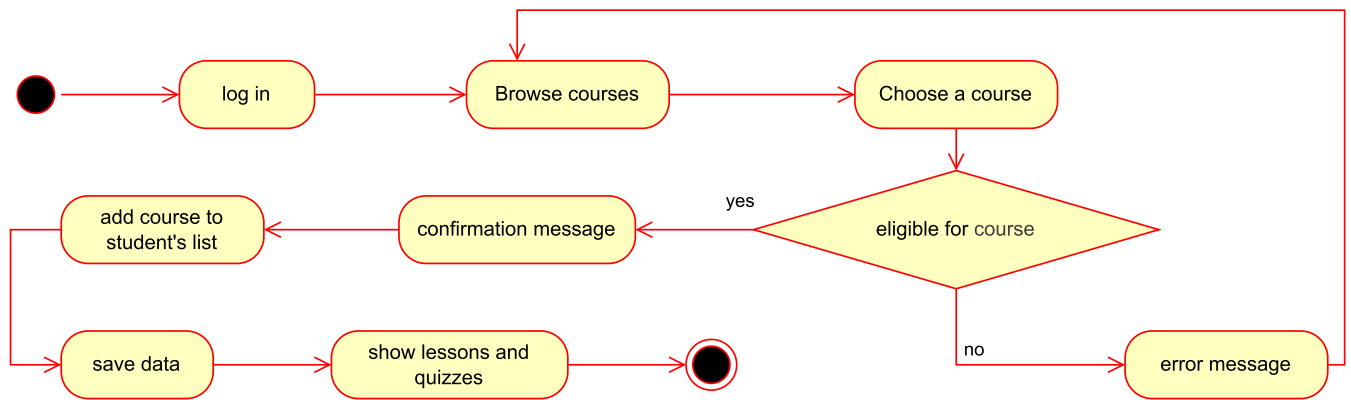 log in
Browse courses
Choose a course
yes
add course to
student's list
confirmation message
eligible for course
no
save data
show lessons and
quizzes
error message